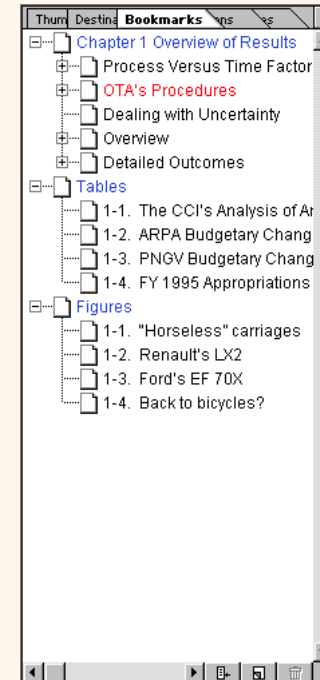 Thum Destina Bookmarks
Chapter 1 Overview of Results
Process Versus Time Factor
OTA's Procedures
Dealing with Uncertainty
Overview
Detailed Outcomes
Tables
1-1. The CCI's Analysis of Ar
1-2. ARPA Budgetary Chang
1-3. PNGV Budgetary Chang
1-4. FY 1995 Appropriations
Figures
1-1. "Horseless" carriages
1-2. Renault's LX2
1-3. Ford's EF 70X
1-4. Back to bicycles?